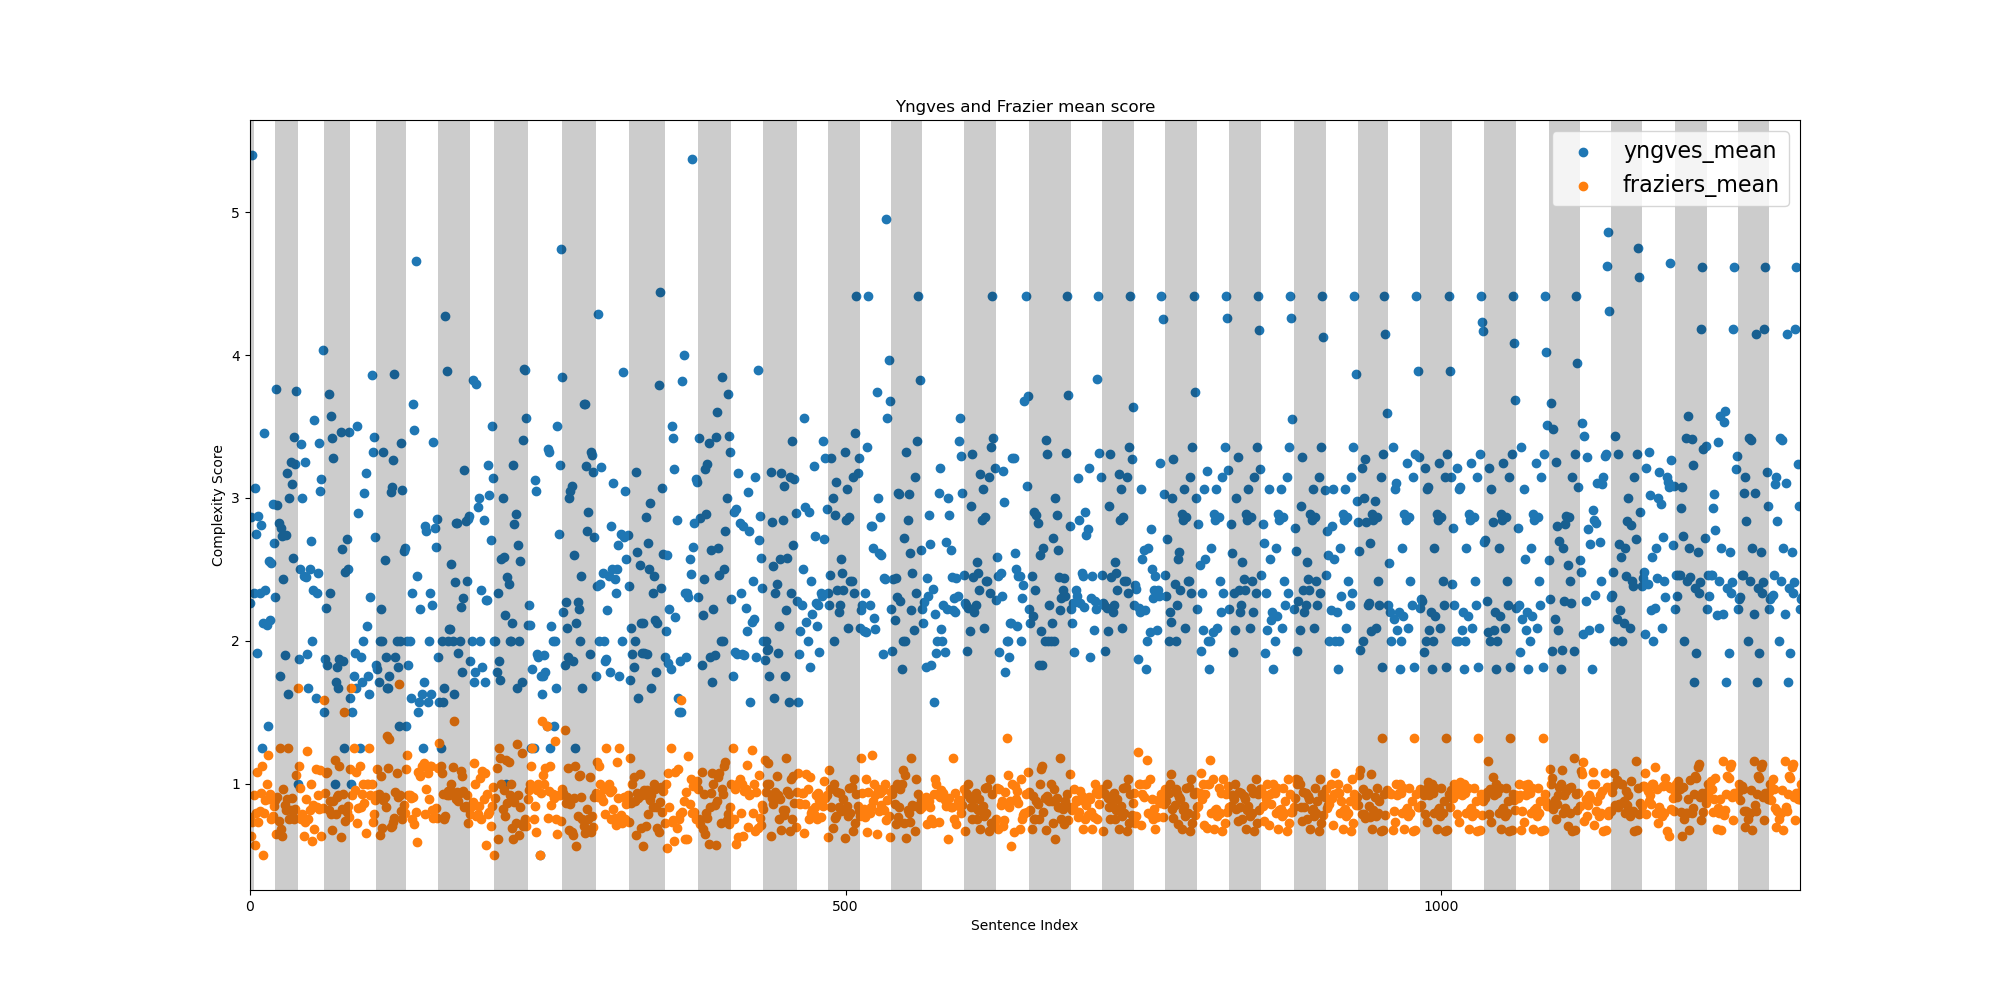 Yngves and Frazier mean score
yngves_mean
fraziers_mean
5
4
3
2
1
Complexity Score
0 500 1000
Sentence Index